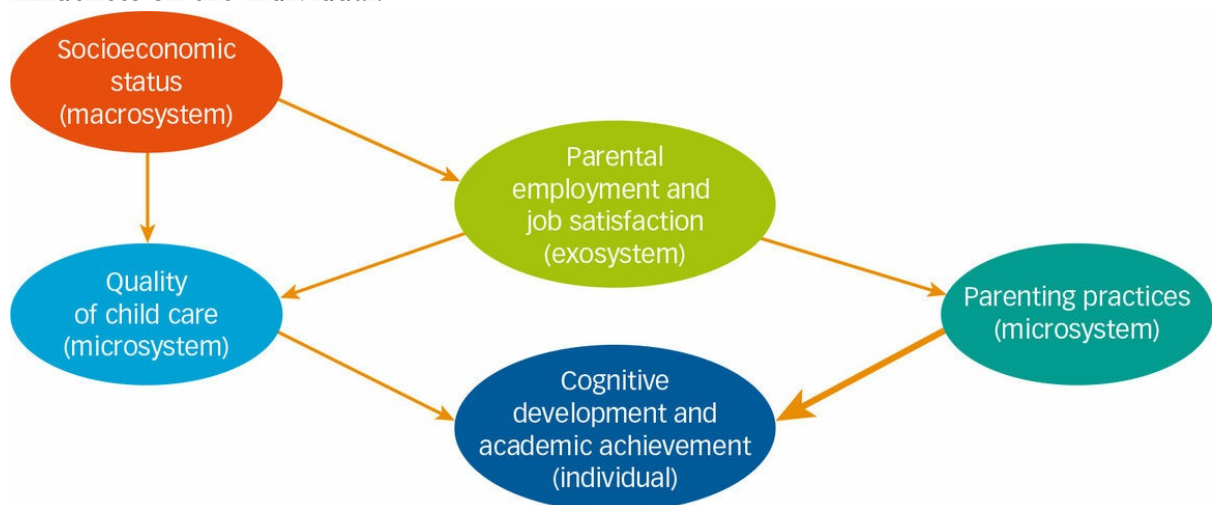 Socioeconomic
status
(macrosystem)
Parental
employment and
job satisfaction
(exosystem)
Quality
of child care
(microsystem)
Parenting practices
(microsystem)
Cognitive
development and
academic achievement
(individual)